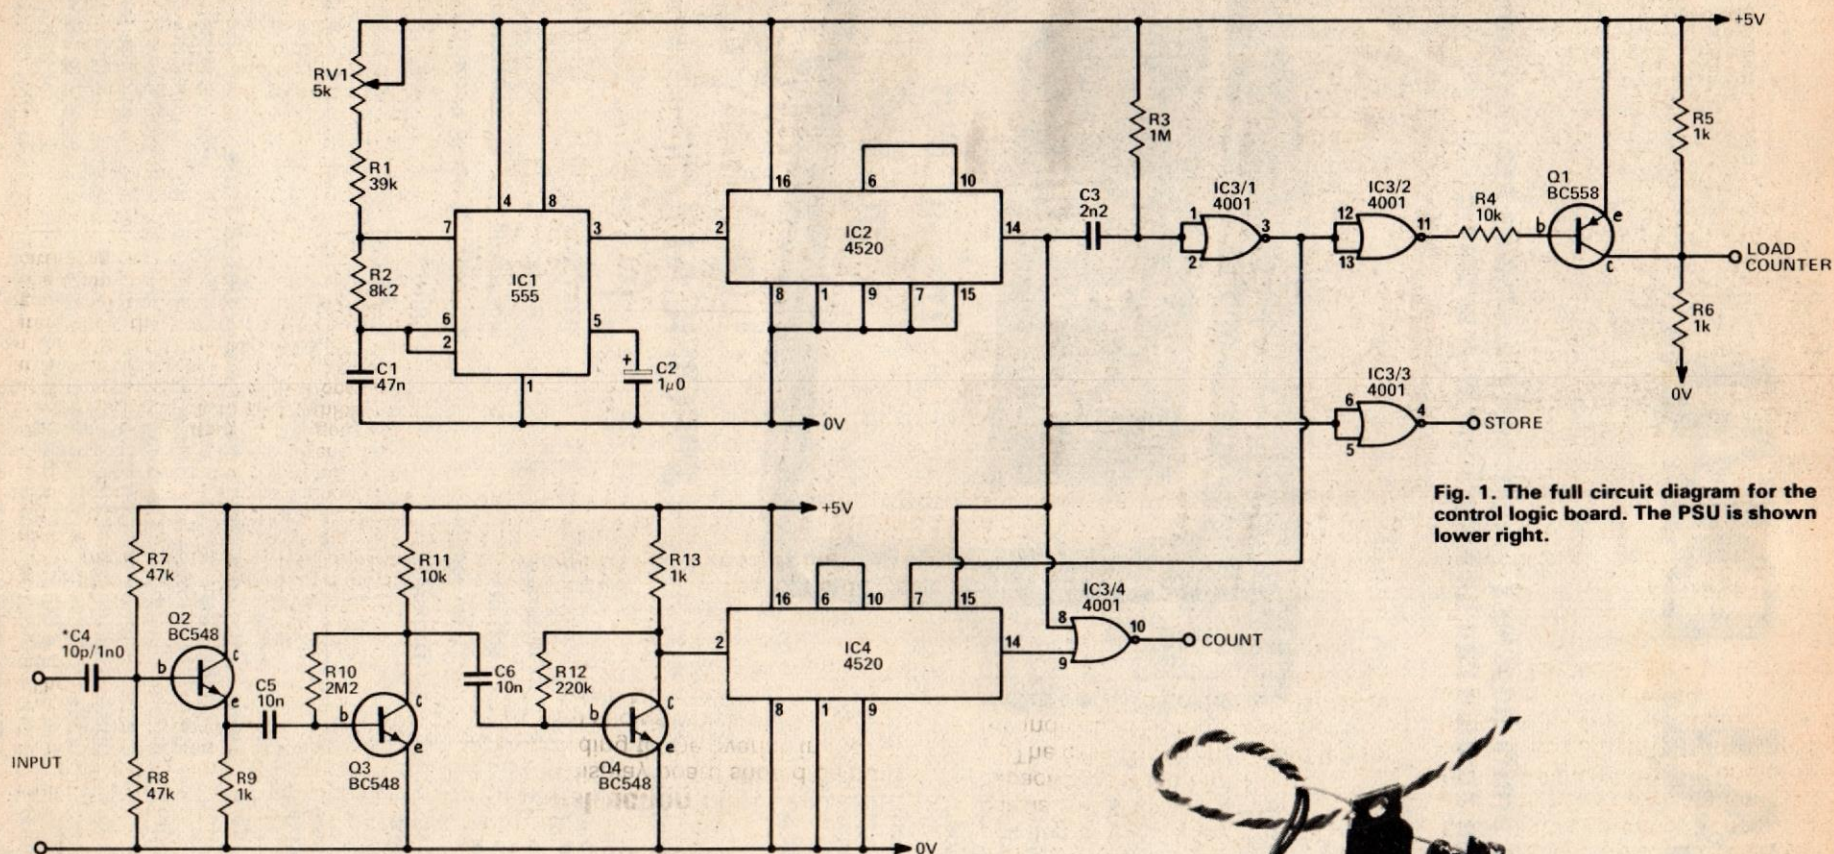 +5V
RV1
5k
R1
39k
R2
8k2
C1
47n
4
8
7
3
6
2
5
1
IC1
555
+
C2
1µ0
0V
16
6
10
2
14
IC2
4520
8
1
9
7
15
C3
2n2
R3
1M
IC3/1
4001
1
2
3
IC3/2
4001
12
13
11
R4
10k
Q1
BC558
b
e
c
R5
1k
LOAD
COUNTER
R6
1k
0V
IC3/3
4001
6
5
4
STORE
Fig. 1. The full circuit diagram for the
control logic board. The PSU is shown
lower right.
+5V
R7
47k
R11
10k
R13
1k
*C4
10p/1n0
Q2
BC548
b
c
e
C5
10n
R10
2M2
b
c
e
Q3
BC548
C6
10n
R12
220k
b
c
e
Q4
BC548
INPUT
R8
47k
R9
1k
16
6
10
7
15
2
14
IC4
4520
8
1
9
IC3/4
4001
8
9
10
COUNT
0V